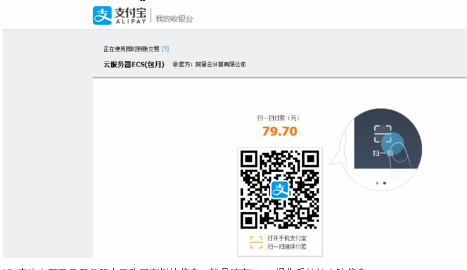 支付宝
ALIPAY
我的收银台
正在使用即时到账交易 [?]
云服务器ECS(包月) 收款方：阿里云计算有限公司
扫一扫付款（元）
79.70
扫一扫
打开手机支付宝
扫一扫继续付款